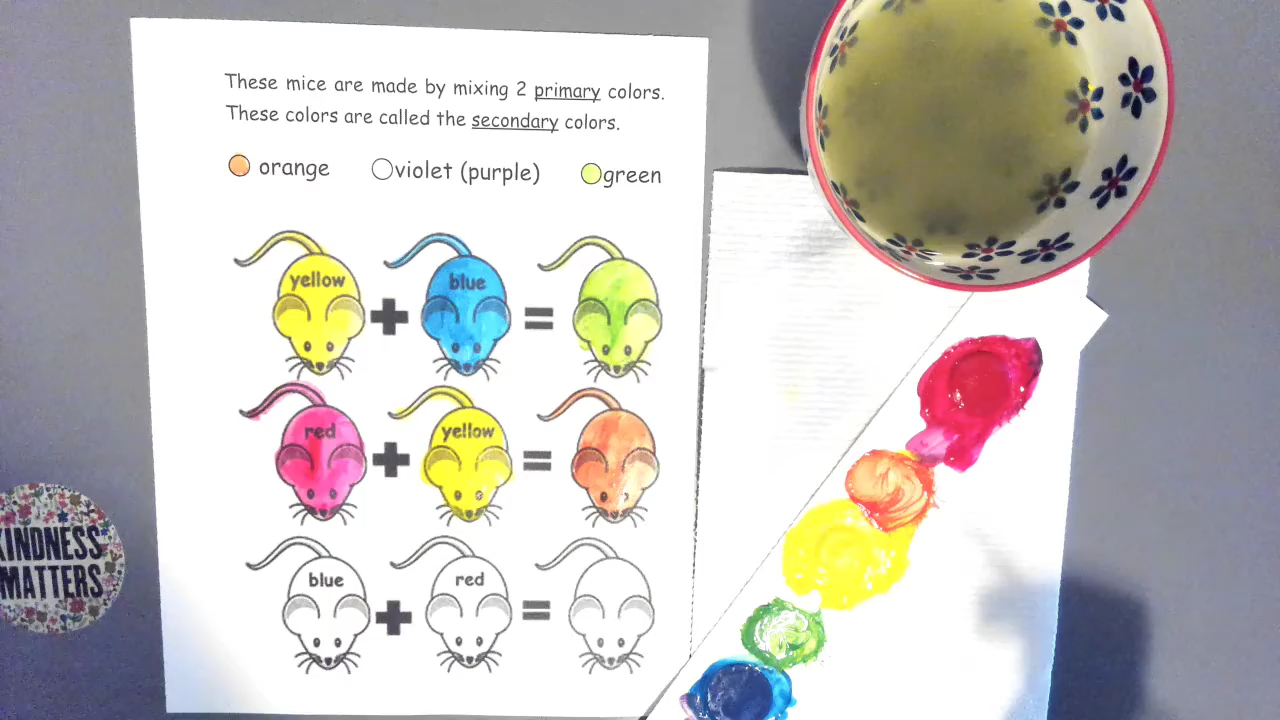 These mice are made by mixing 2 primary colors.
These colors are called the secondary colors.
orange violet (purple) green
yellow + blue =
red + yellow =
blue + red =
KINDNESS
MATTERS